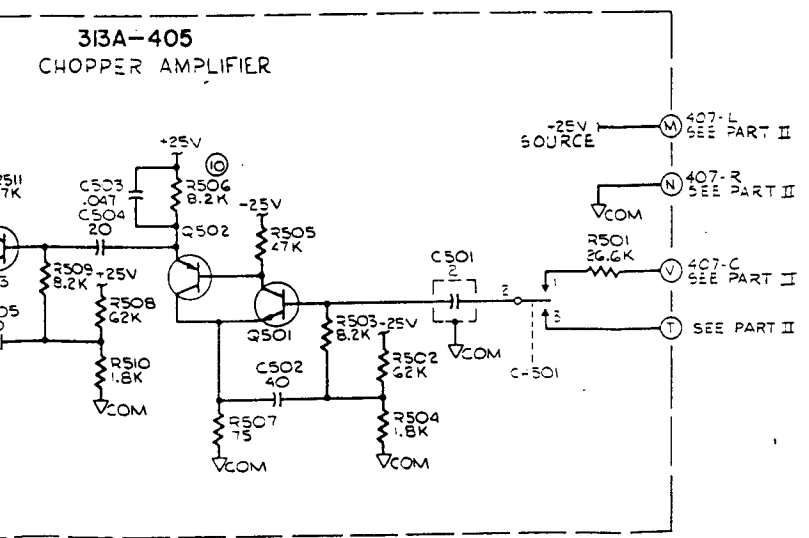 313A-405
CHOPPER AMPLIFIER
-25V
SOURCE
M
407-L
SEE PART II
N
407-R
SEE PART II
COM
R501
26.6K
V
407-C
SEE PART II
T
SEE PART II
+25V
10
C503
.047
R506
8.2K
C504
20
Q502
-25V
R505
47K
R509
8.2K
+25V
R508
62K
R510
1.8K
COM
Q501
C501
2
2
1
3
COM
C-501
R503
8.2K
-25V
R502
62K
C502
40
R504
1.8K
COM
R507
75
COM